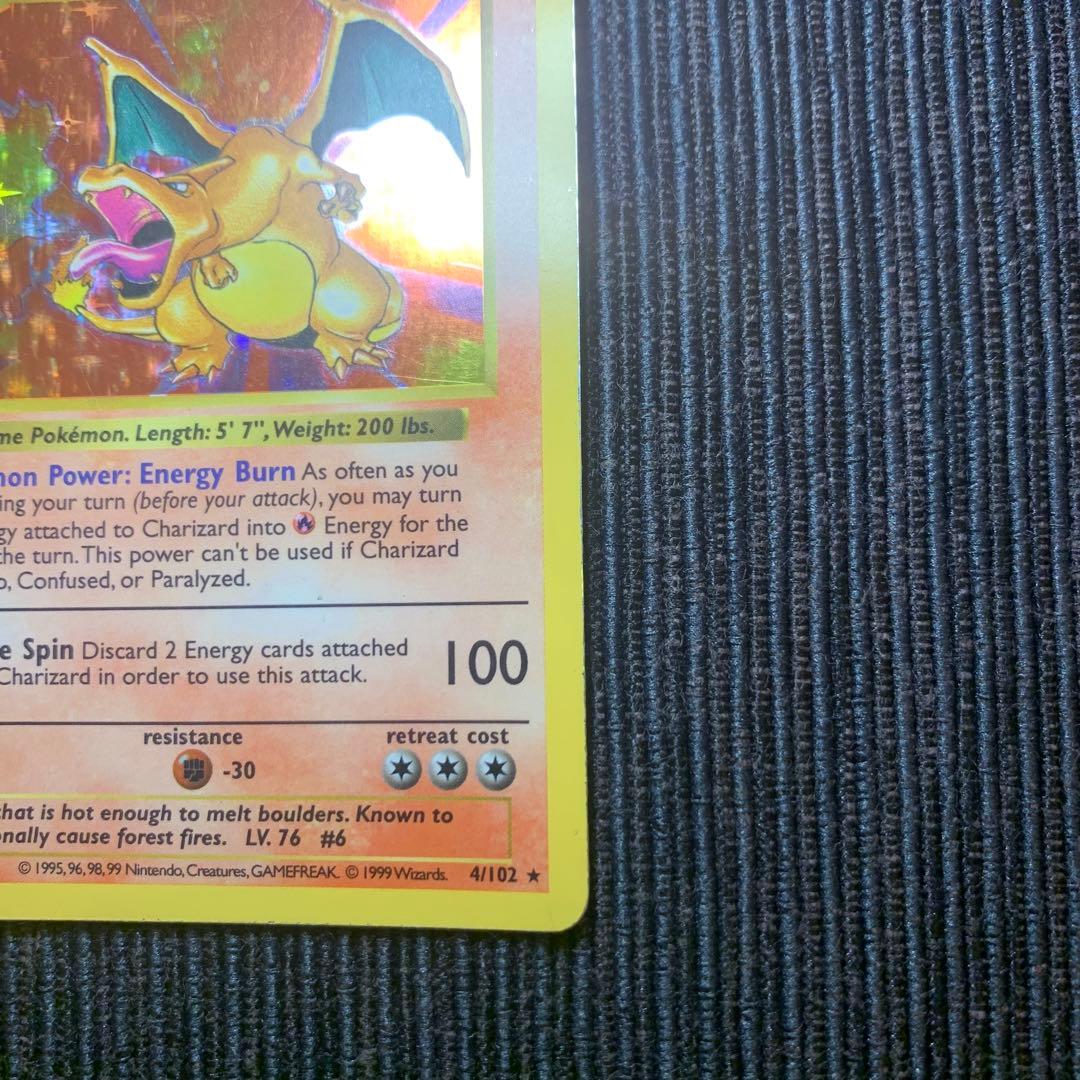 me Pokémon. Length: 5' 7", Weight: 200 lbs.
mon Power: Energy Burn As often as you
ing your turn (before your attack), you may turn
gy attached to Charizard into Energy for the
the turn. This power can't be used if Charizard
p, Confused, or Paralyzed.
e Spin Discard 2 Energy cards attached
Charizard in order to use this attack.
100
resistance
retreat cost
-30
that is hot enough to melt boulders. Known to
onally cause forest fires. LV. 76 #6
© 1995, 96, 98, 99 Nintendo, Creatures, GAMEFREAK. © 1999 Wizards. 4/102 ★